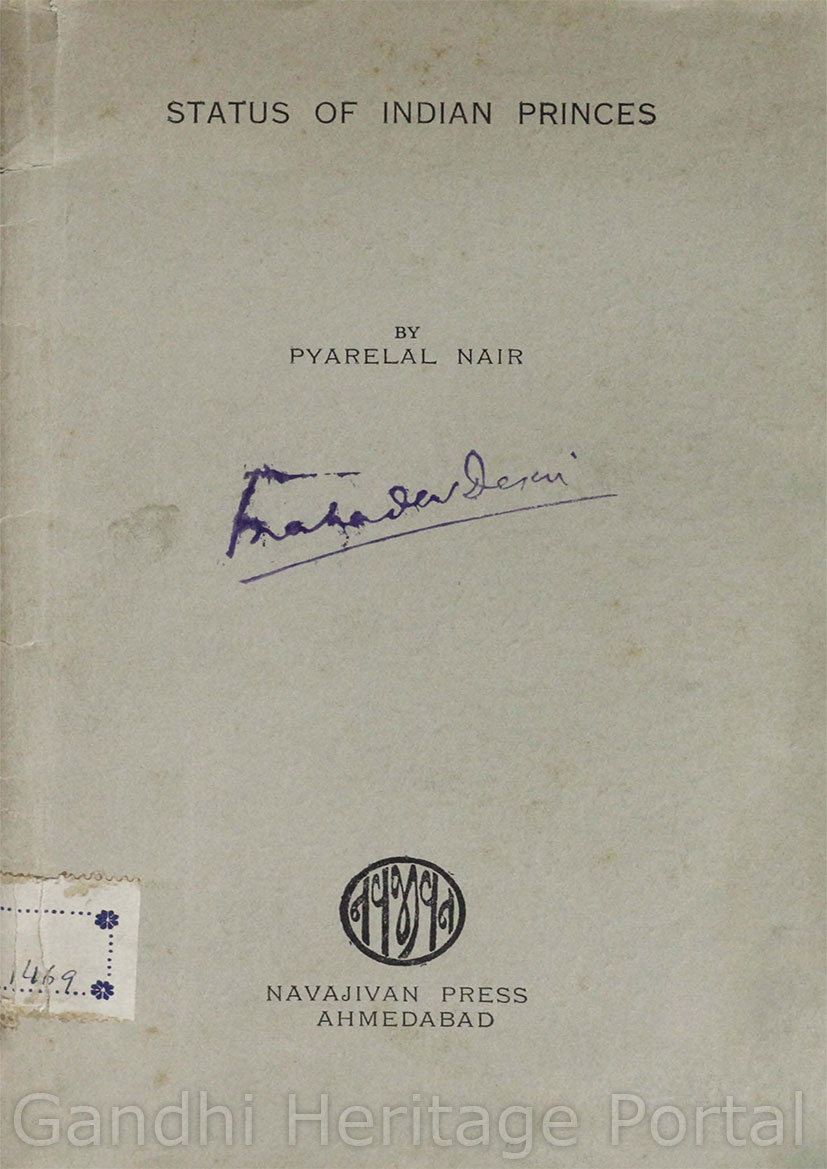 STATUS OF INDIAN PRINCES
BY
PYARELAL NAIR
Mahadev Desai
નવજીવન
1469
NAVAJIVAN PRESS
AHMEDABAD
Gandhi Heritage Portal